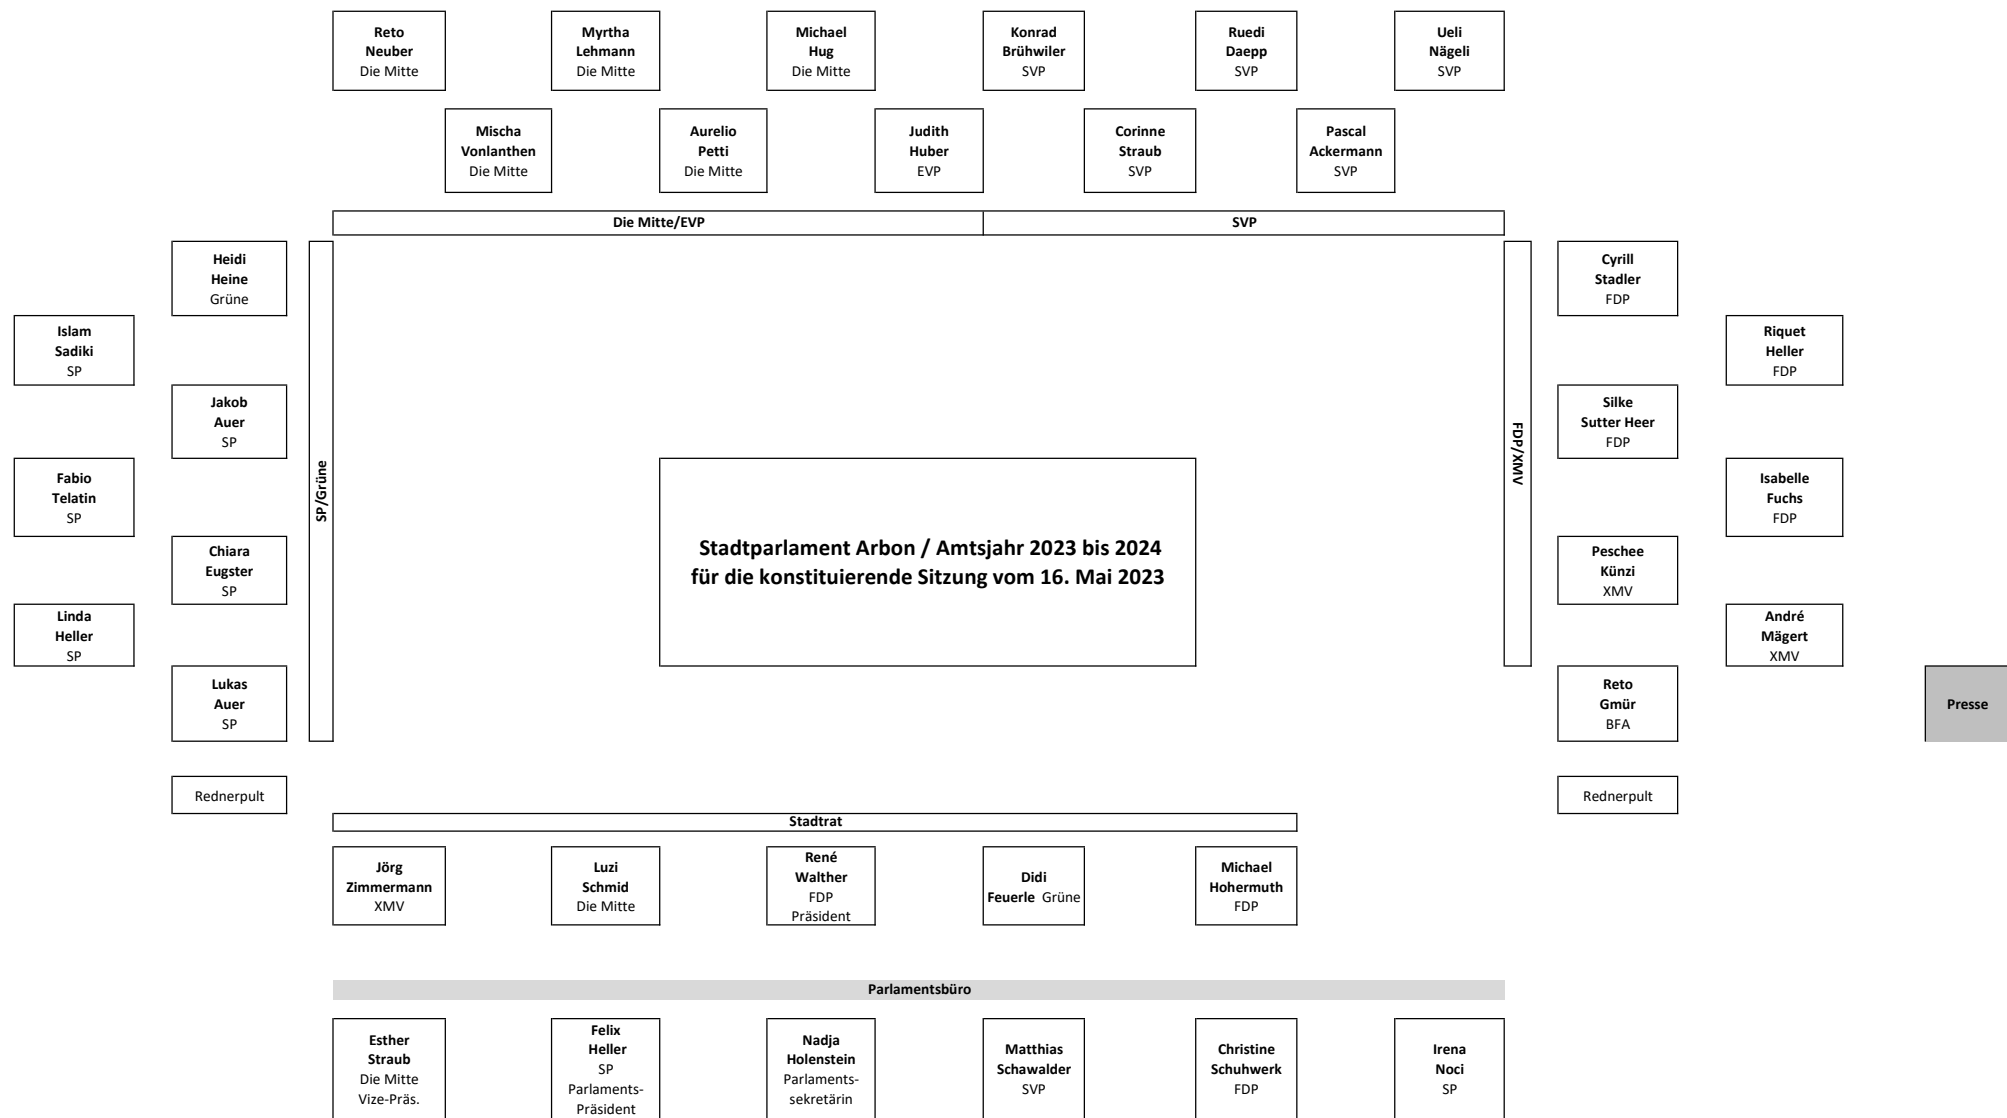 Reto
Neuber
Die Mitte
Myrtha
Lehmann
Die Mitte
Michael
Hug
Die Mitte
Konrad
Brühwiler
SVP
Ruedi
Daepp
SVP
Ueli
Nägeli
SVP
Mischa
Vonlanthen
Die Mitte
Aurelio
Petti
Die Mitte
Judith
Huber
EVP
Corinne
Straub
SVP
Pascal
Ackermann
SVP
Die Mitte/EVP
SVP
Heidi
Heine
Grüne
Cyrill
Stadler
FDP
Islam
Sadiki
SP
Riquet
Heller
FDP
Jakob
Auer
SP
Silke
Sutter Heer
FDP
SP/Grüne
FDP/XMV
Fabio
Telatin
SP
Isabelle
Fuchs
FDP
Stadtparlament Arbon / Amtsjahr 2023 bis 2024
für die konstituierende Sitzung vom 16. Mai 2023
Chiara
Eugster
SP
Peschee
Künzi
XMV
Linda
Heller
SP
André
Mägert
XMV
Lukas
Auer
SP
Reto
Gmür
BFA
Presse
Rednerpult
Rednerpult
Stadtrat
Jörg
Zimmermann
XMV
Luzi
Schmid
Die Mitte
René
Walther
FDP
Präsident
Didi
Feuerle Grüne
Michael
Hohermuth
FDP
Parlamentsbüro
Esther
Straub
Die Mitte
Vize-Präs.
Felix
Heller
SP
Parlaments-
Präsident
Nadja
Holenstein
Parlaments-
sekretärin
Matthias
Schawalder
SVP
Christine
Schuhwerk
FDP
Irena
Noci
SP